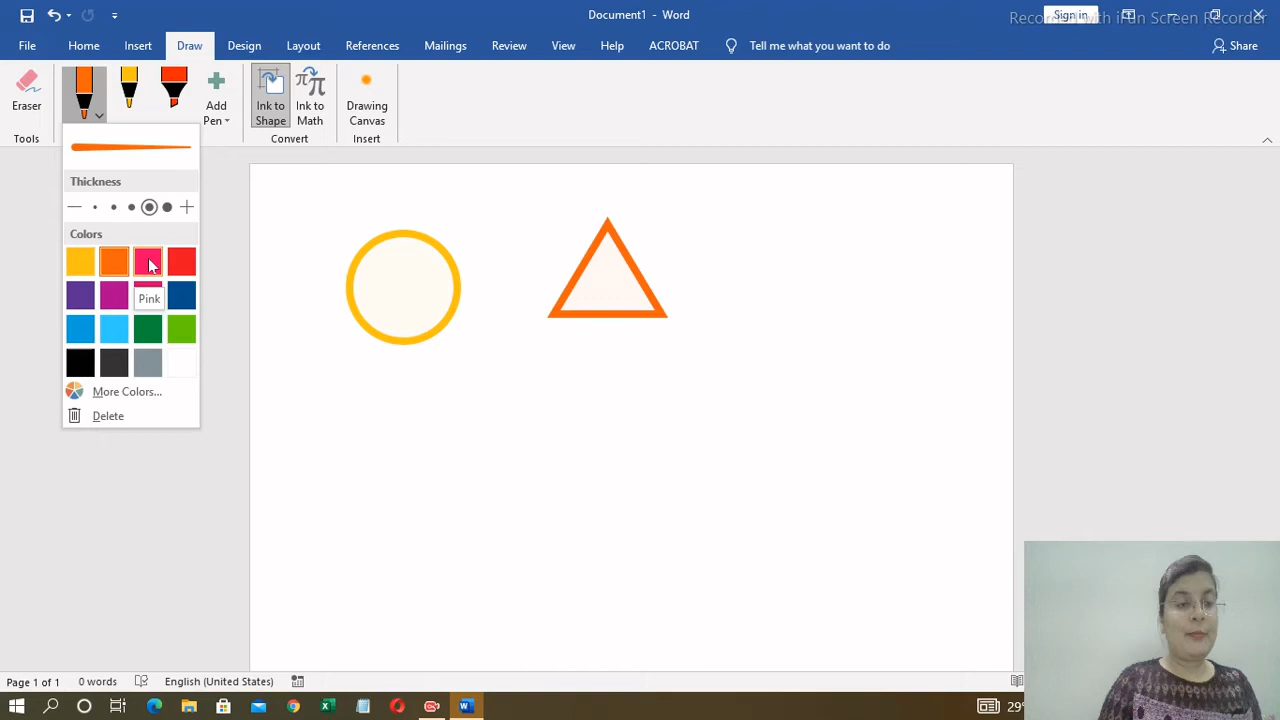 Document1 - Word
Sign in
Recorded with iFun Screen Recorder
File Home Insert Draw Design Layout References Mailings Review View Help ACROBAT Tell me what you want to do Share
Eraser
Add Pen
Ink to Shape
Ink to Math
Drawing Canvas
Tools
Convert
Insert
Thickness
Colors
Pink
More Colors...
Delete
Page 1 of 1 0 words English (United States)
29°